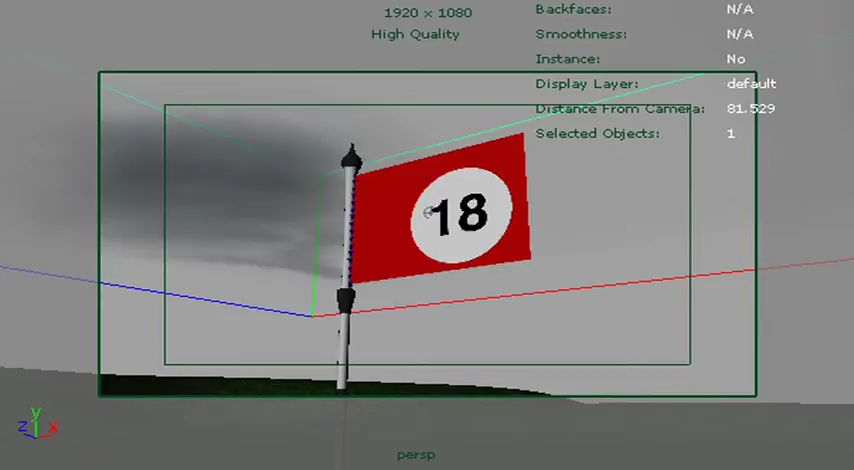 1920 x 1080
High Quality
Backfaces: N/A
Smoothness: N/A
Instance: No
Display Layer: default
Distance From Camera: 81.529
Selected Objects: 1
18
y
z x
persp